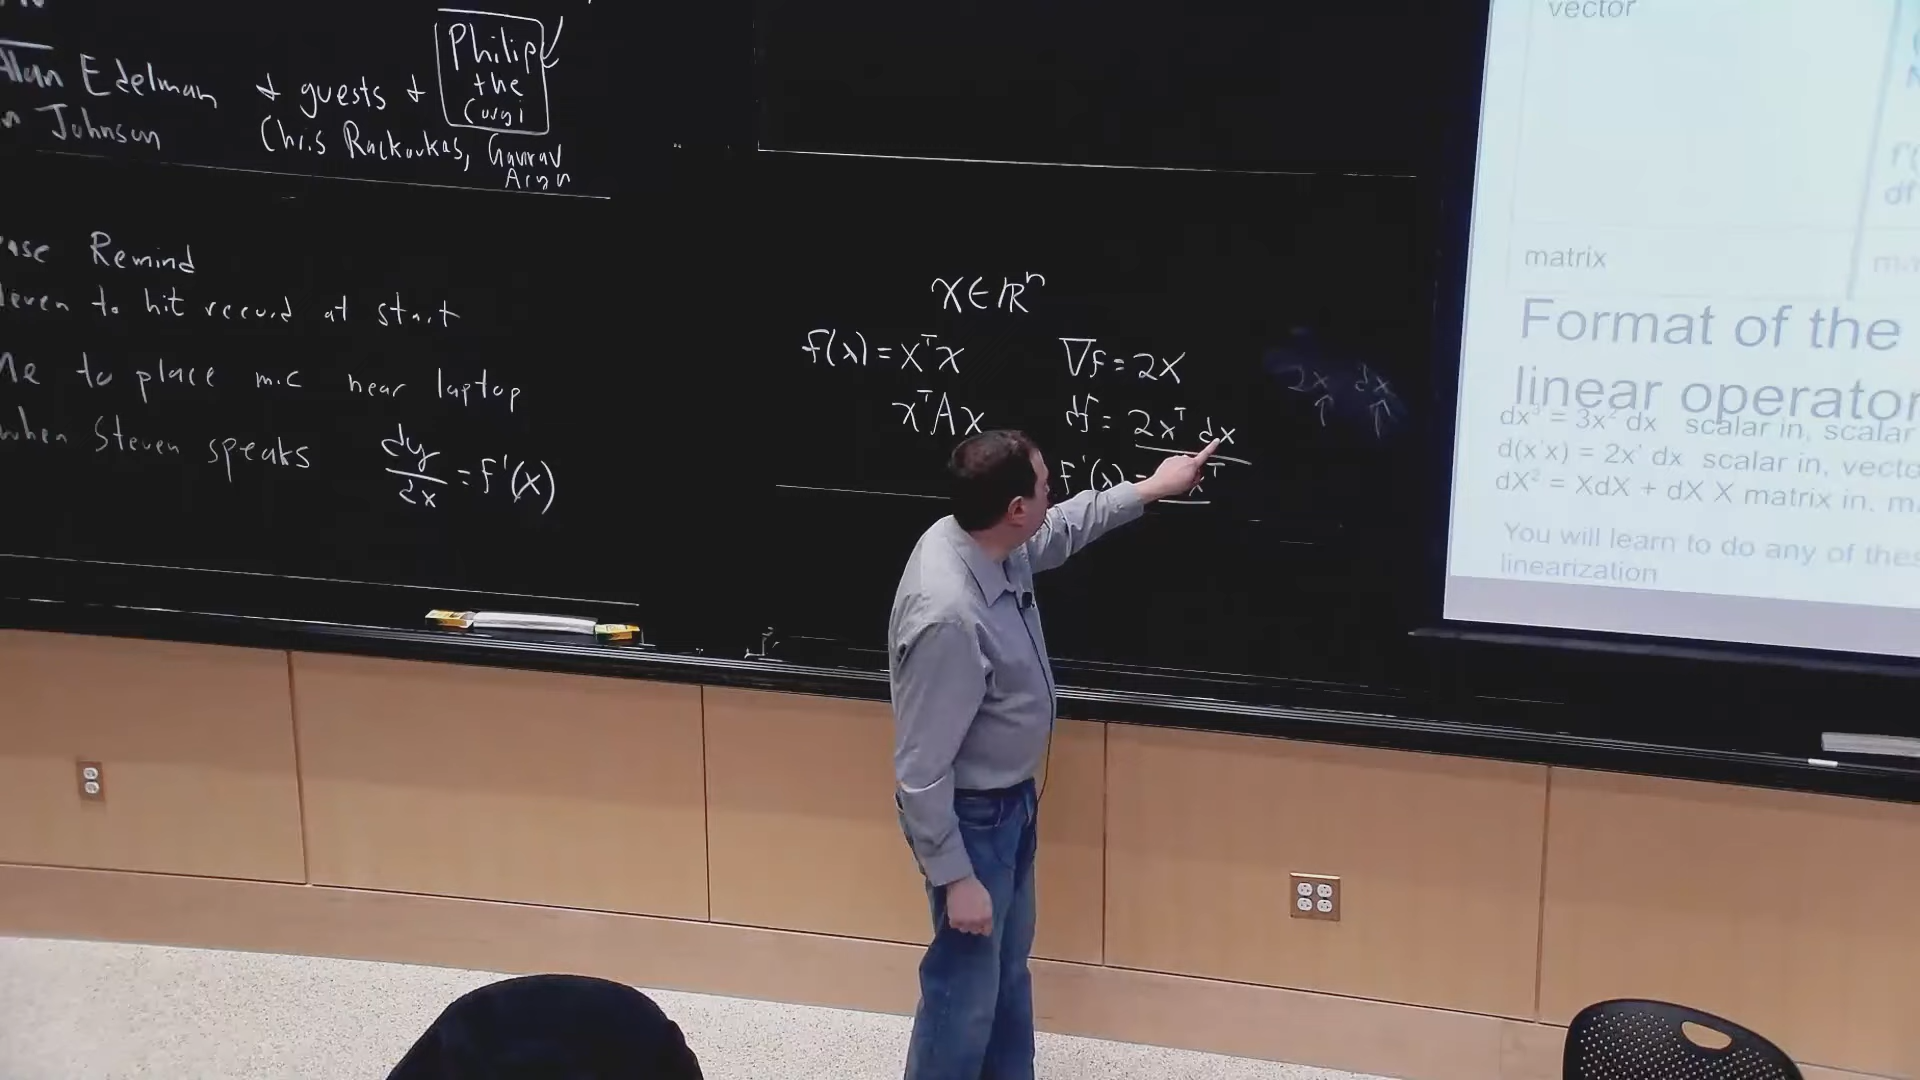 Alan Edelman & guests & Philip
the
Corgi
Johnson Chris Rackaukas, Gaurav
Arya
Remind
to hit record at start
Me to place mic near laptop
when Steven speaks
dy/dx = f'(x)
x∈ℝⁿ
f(x) = xᵀx ∇f = 2x
xᵀAx df = 2xᵀ dx
f'(x) = xᵀ
2x dx
vector
df
matrix
Format of the
linear operator
dx³ = 3x² dx scalar in, scalar
d(x'x) = 2x' dx scalar in, vecto
dX² = XdX + dX X matrix in, m
You will learn to do any of thes
linearization